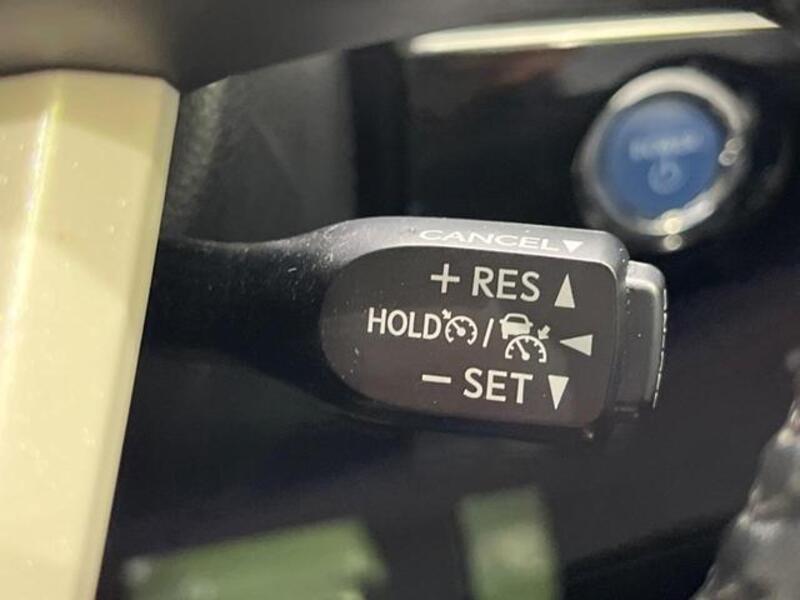 CANCEL▼
+ RES ▲
HOLD / ◀
− SET ▼